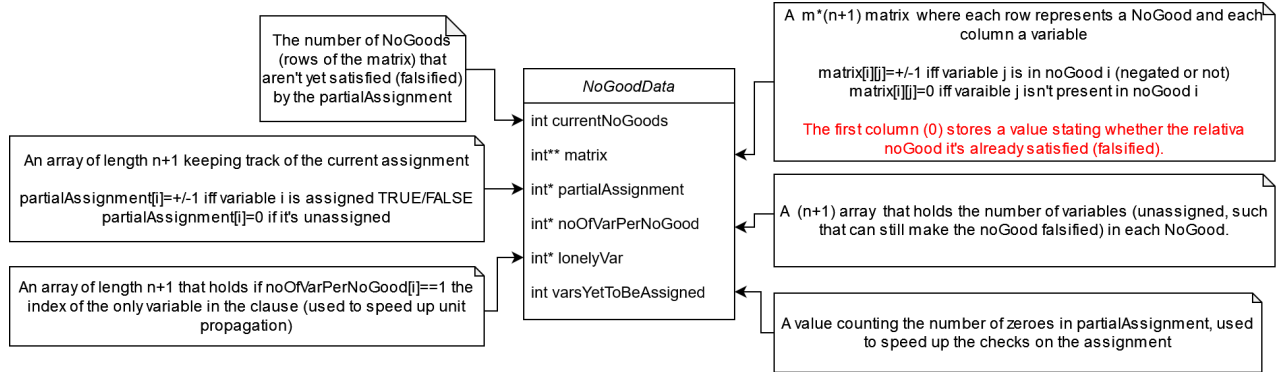 The number of NoGoods
(rows of the matrix) that
aren't yet satisfied (falsified)
by the partialAssignment
An array of length n+1 keeping track of the current assignment
partialAssignment[i]=+/-1 iff variable i is assigned TRUE/FALSE
partialAssignment[i]=0 if it's unassigned
An array of length n+1 that holds if noOfVarPerNoGood[i]==1 the
index of the only variable in the clause (used to speed up unit
propagation)
NoGoodData
int currentNoGoods
int** matrix
int* partialAssignment
int* noOfVarPerNoGood
int* lonelyVar
int varsYetToBeAssigned
A m*(n+1) matrix where each row represents a NoGood and each
column a variable
matrix[i][j]=+/-1 iff variable j is in noGood i (negated or not)
matrix[i][j]=0 iff varaible j isn't present in noGood i
The first column (0) stores a value stating whether the relativa
noGood it's already satisfied (falsified).
A (n+1) array that holds the number of variables (unassigned, such
that can still make the noGood falsified) in each NoGood.
A value counting the number of zeroes in partialAssignment, used
to speed up the checks on the assignment